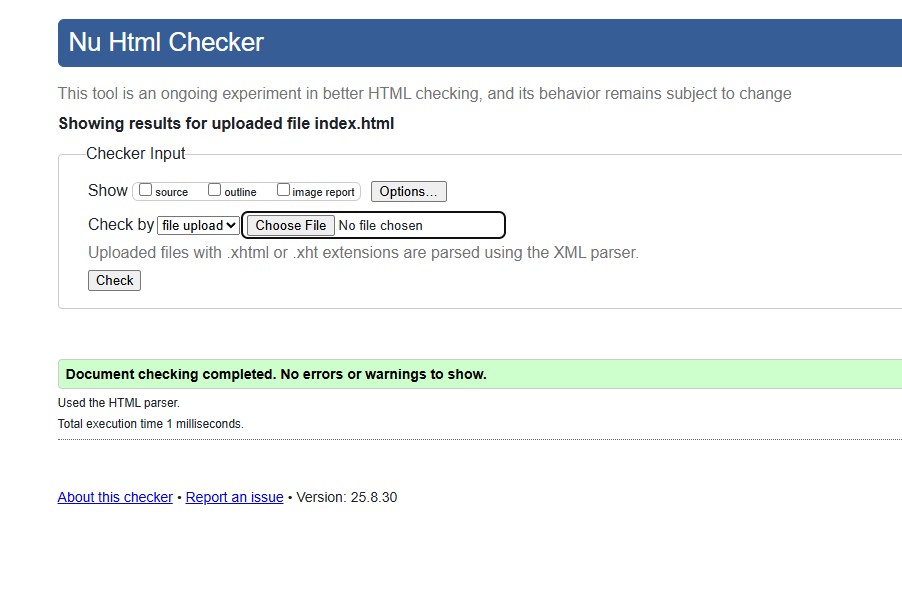 Nu Html Checker
This tool is an ongoing experiment in better HTML checking, and its behavior remains subject to change
Showing results for uploaded file index.html
Checker Input
Show source outline image report Options...
Check by file upload Choose File No file chosen
Uploaded files with .xhtml or .xht extensions are parsed using the XML parser.
Check
Document checking completed. No errors or warnings to show.
Used the HTML parser.
Total execution time 1 milliseconds.
About this checker • Report an issue • Version: 25.8.30